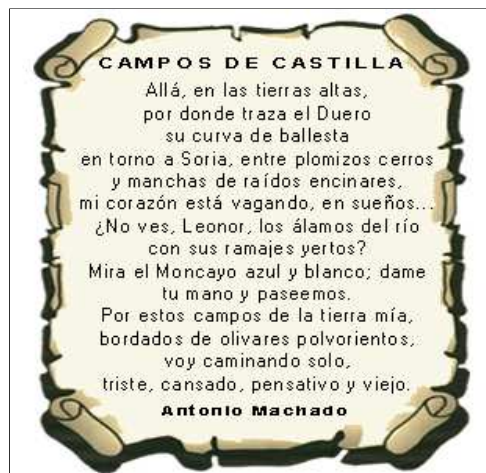 CAMPOS DE CASTILLA
Allá, en las tierras altas,
por donde traza el Duero
su curva de ballesta
en torno a Soria, entre plomizos cerros
y manchas de raídos encinares,
mi corazón está vagando, en sueños...
¿No ves, Leonor, los álamos del río
con sus ramajes yertos?
Mira el Moncayo azul y blanco; dame
tu mano y paseemos.
Por estos campos de la tierra mía,
bordados de olivares polvorientos,
voy caminando solo,
triste, cansado, pensativo y viejo.
Antonio Machado